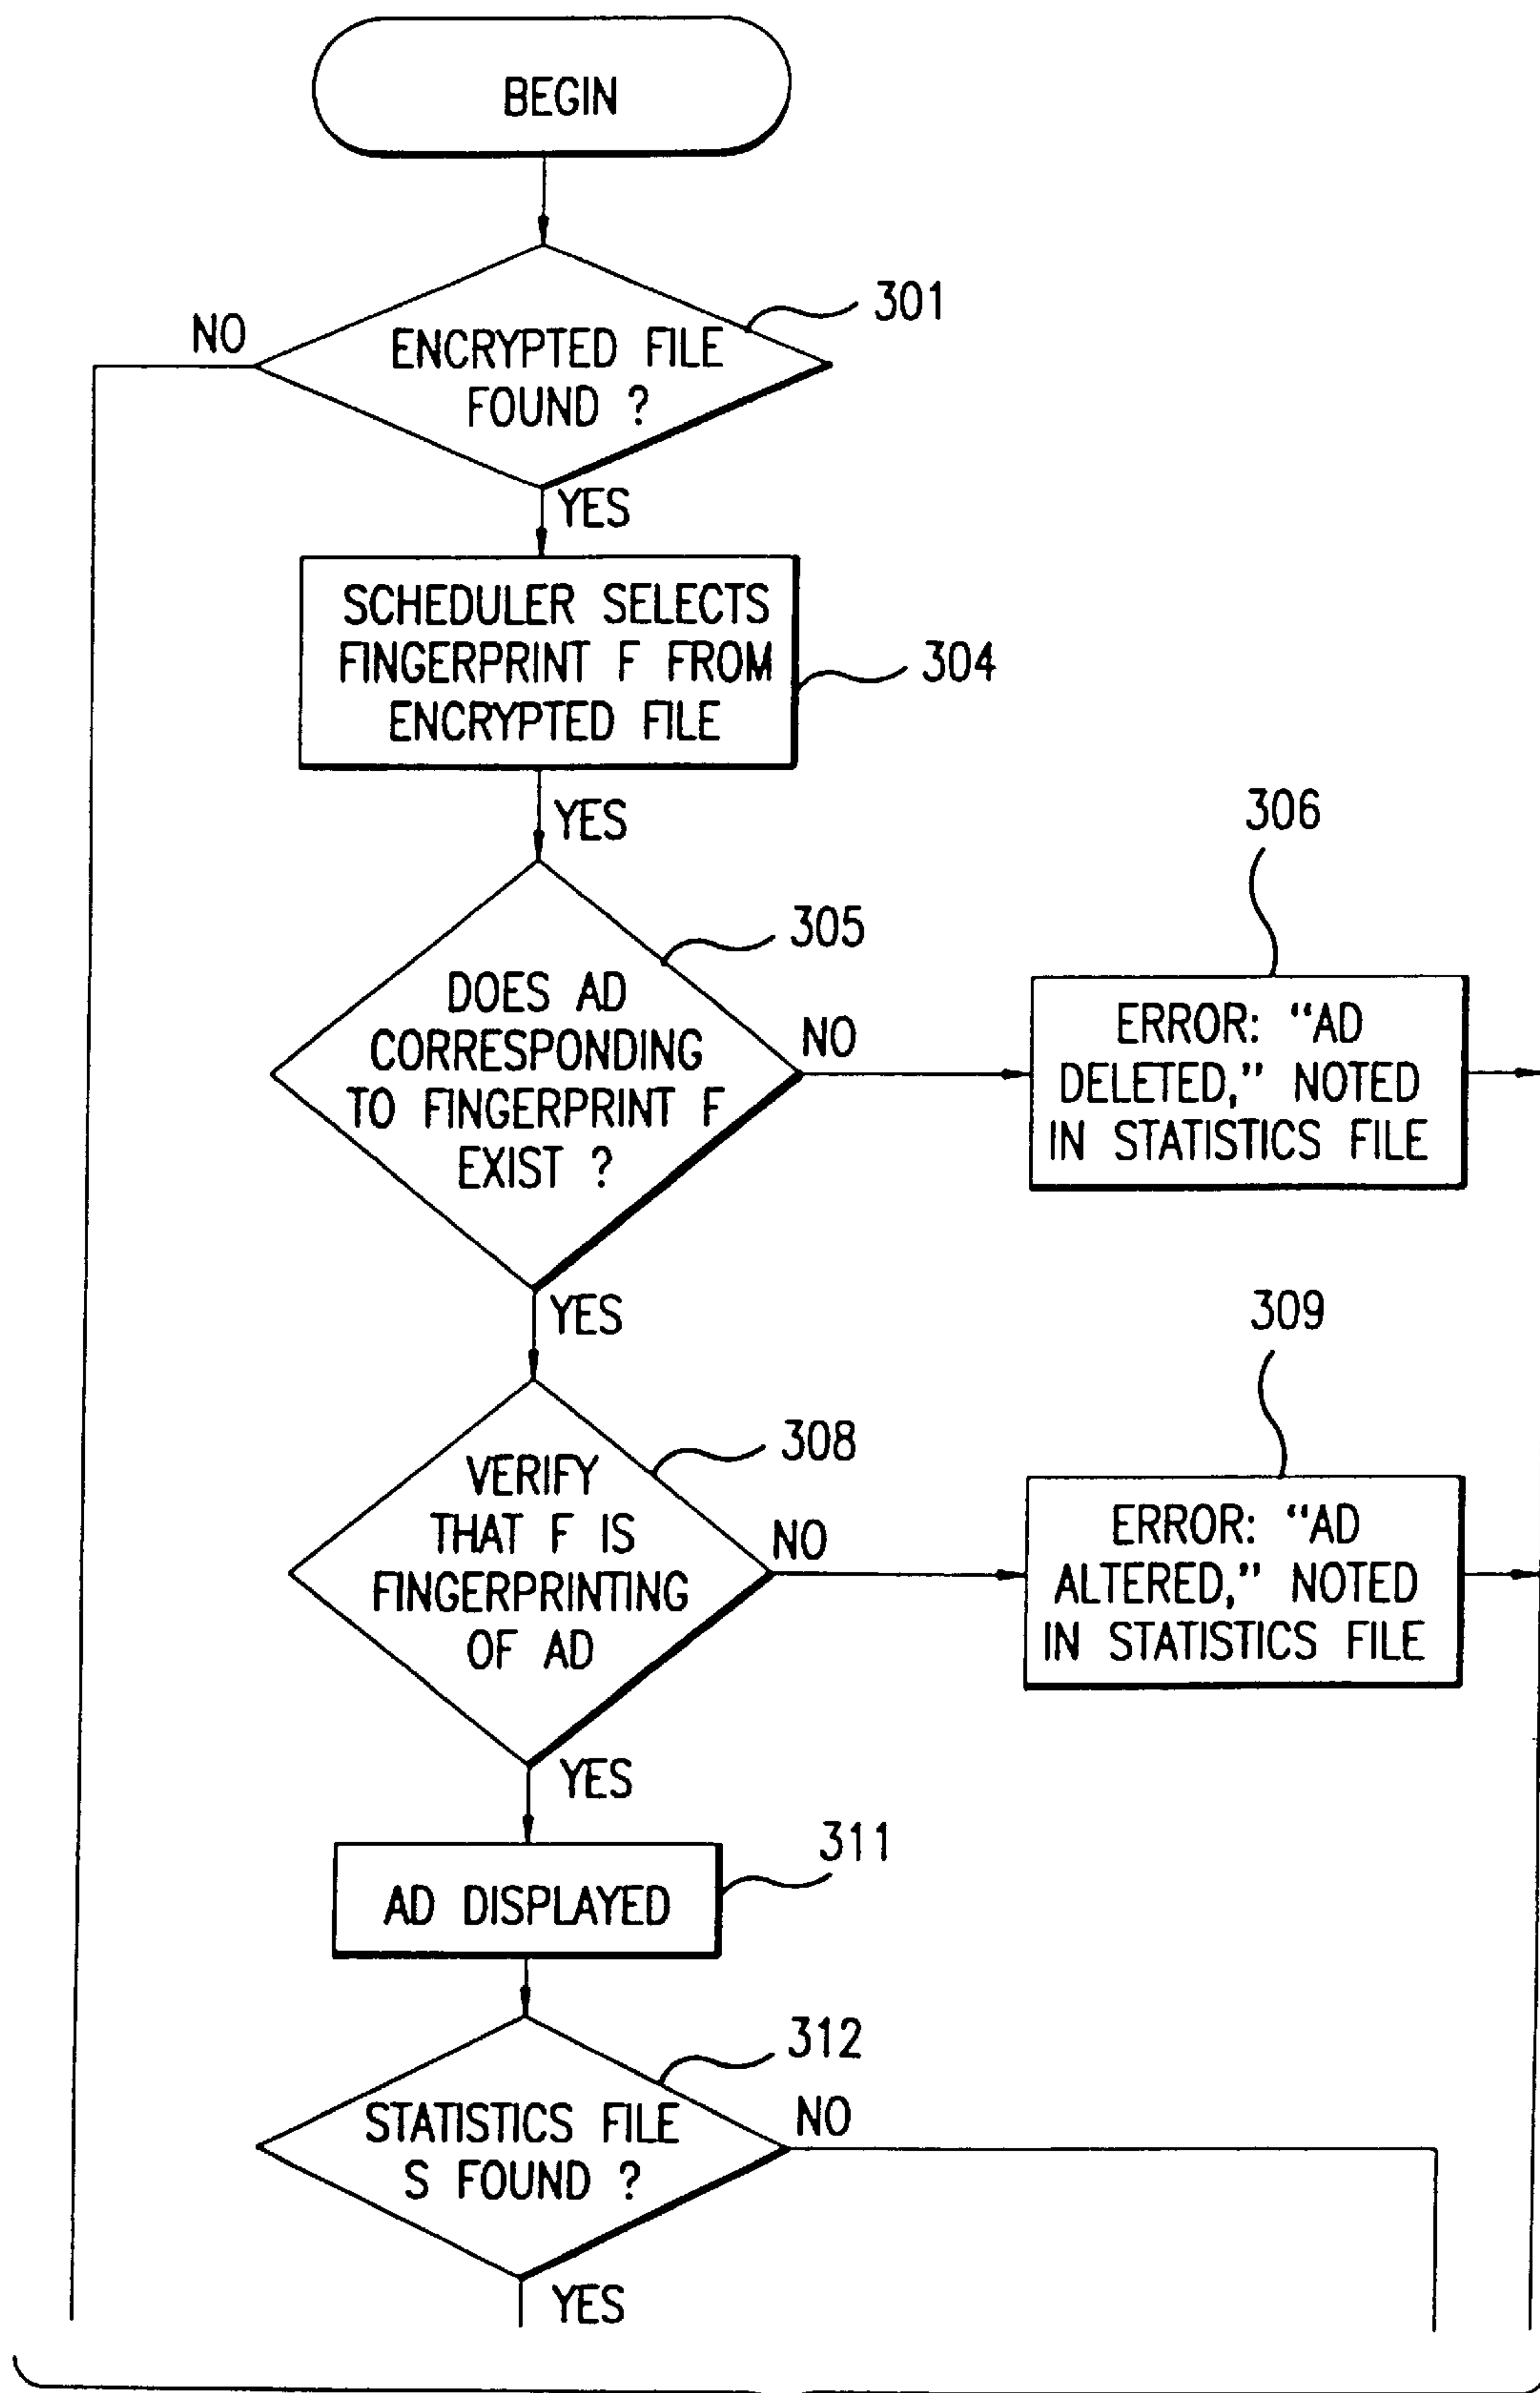 BEGIN
301
NO
ENCRYPTED FILE
FOUND ?
YES
SCHEDULER SELECTS
FINGERPRINT F FROM
ENCRYPTED FILE
304
YES
306
305
DOES AD
CORRESPONDING
TO FINGERPRINT F
EXIST ?
NO
ERROR: "AD
DELETED," NOTED
IN STATISTICS FILE
YES
309
308
VERIFY
THAT F IS
FINGERPRINTING
OF AD
NO
ERROR: "AD
ALTERED," NOTED
IN STATISTICS FILE
YES
311
AD DISPLAYED
312
STATISTICS FILE
S FOUND ?
NO
YES